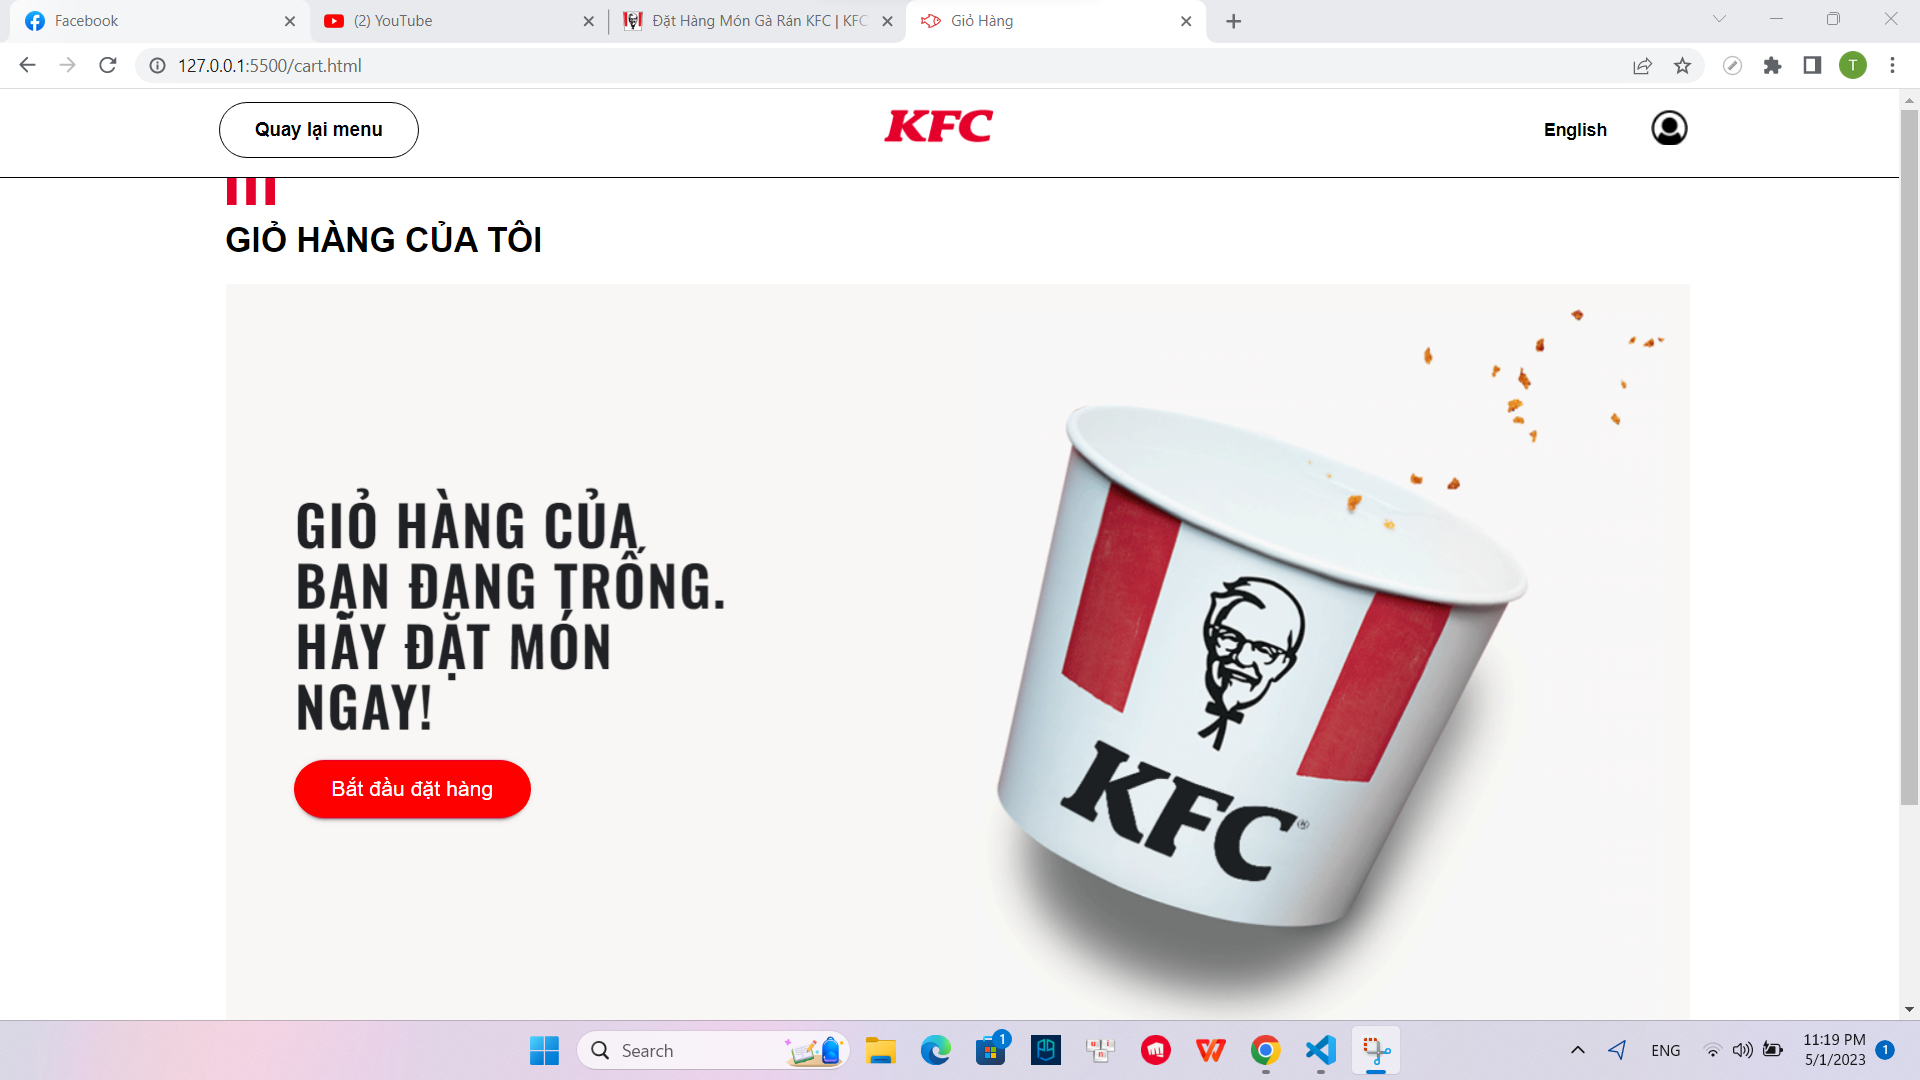 Facebook
(2) YouTube
Đặt Hàng Món Gà Rán KFC | KFC
Giỏ Hàng
127.0.0.1:5500/cart.html
T
Quay lại menu
KFC
English
GIỎ HÀNG CỦA TÔI
GIỎ HÀNG CỦA
BẠN ĐANG TRỐNG.
HÃY ĐẶT MÓN
NGAY!
Bắt đầu đặt hàng
KFC®
Search
1
ENG
11:19 PM
5/1/2023
1